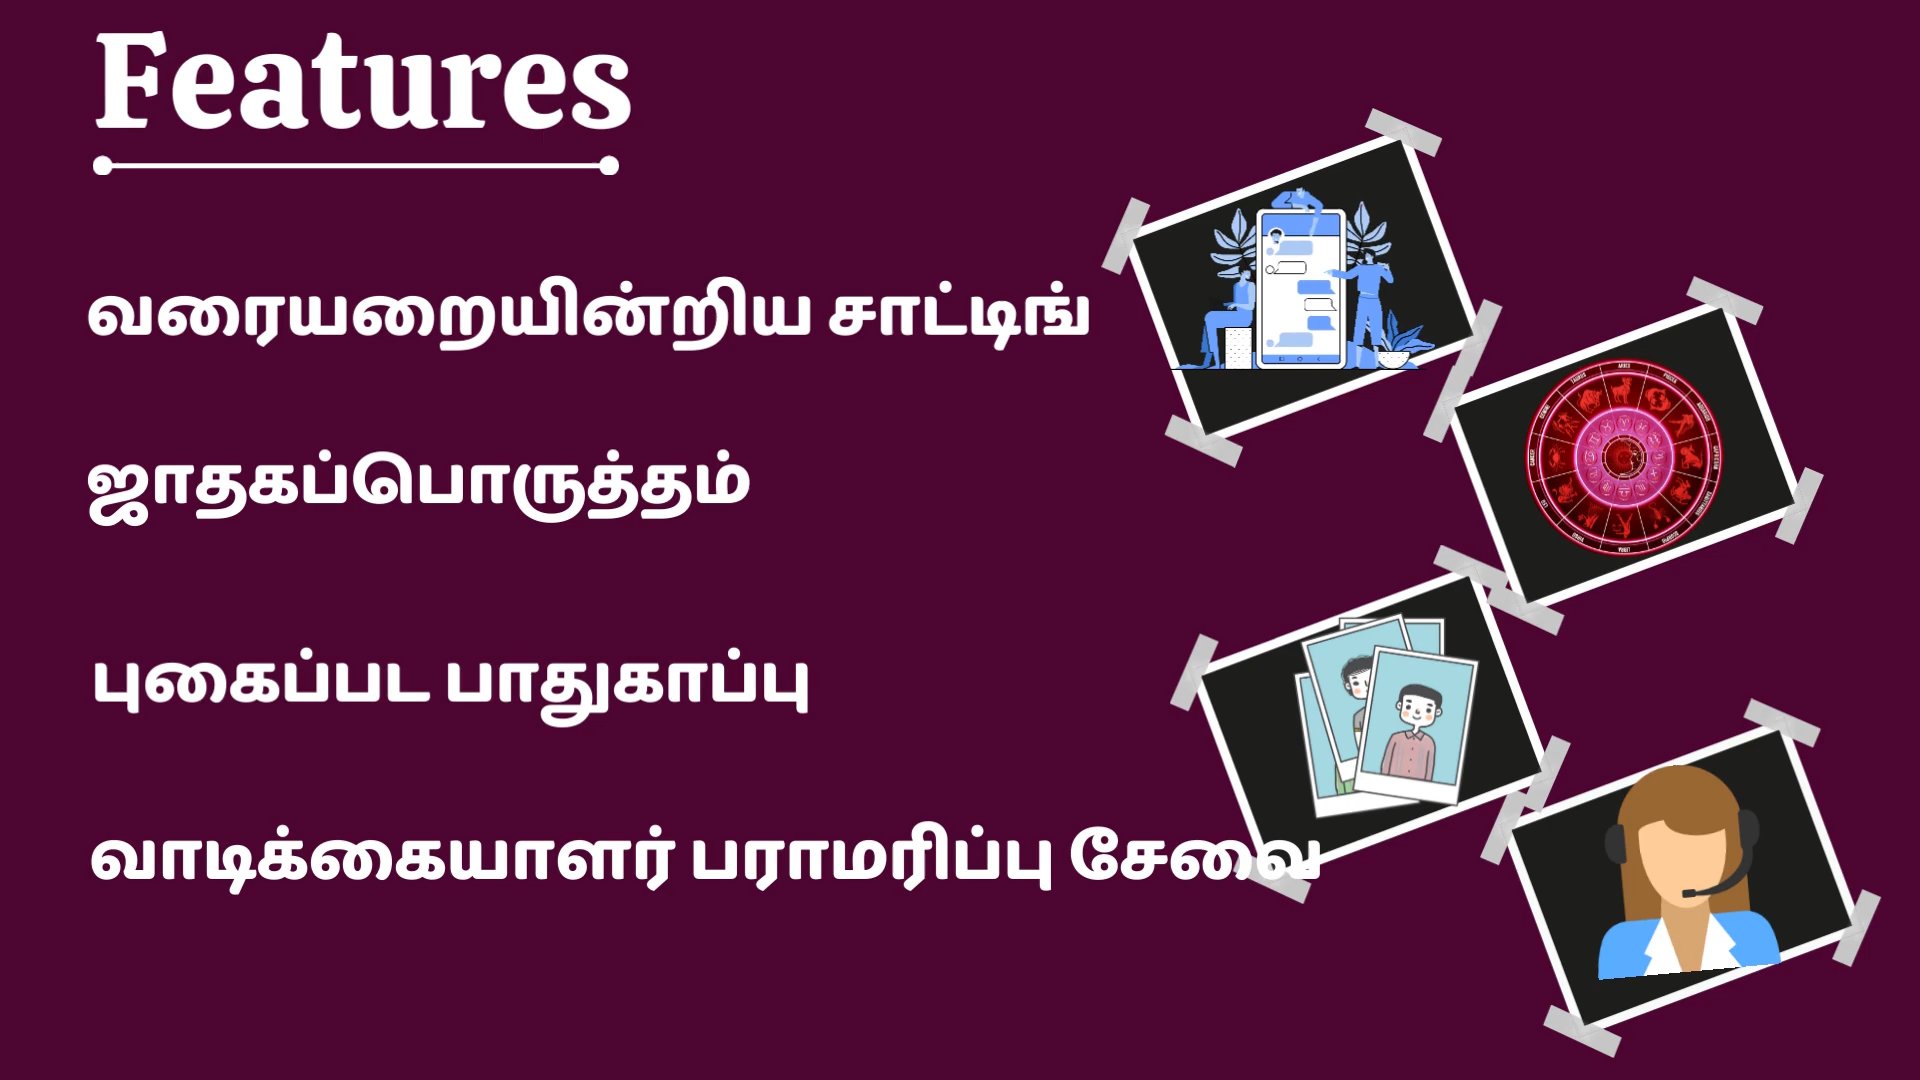 Features
வரையறையின்றிய சாட்டிங்
ஜாதகப்பொருத்தம்
புகைப்பட பாதுகாப்பு
வாடிக்கையாளர் பராமரிப்பு சேவை